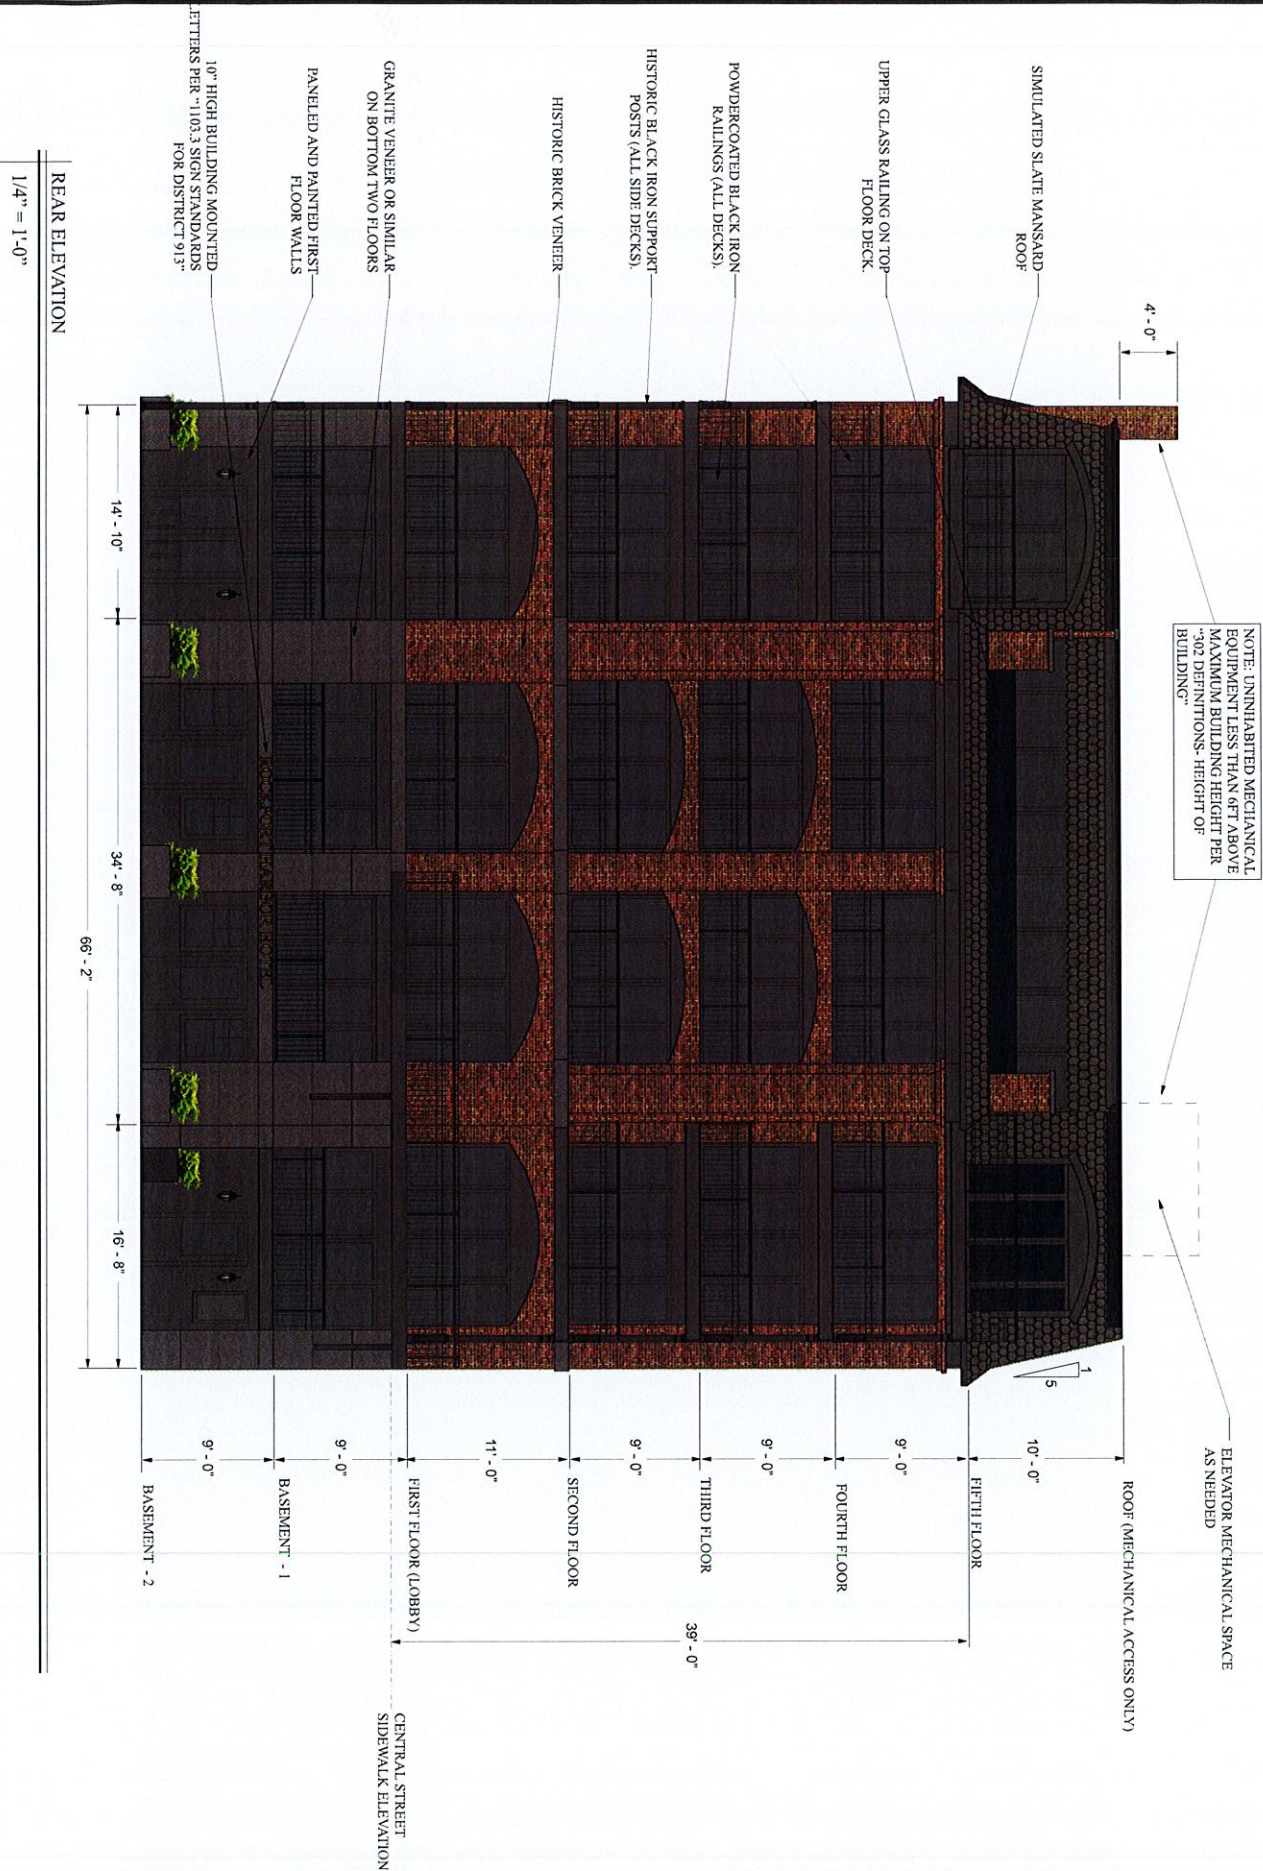 ELEVATOR MECHANICAL SPACE
AS NEEDED
NOTE: UNINHABITED MECHANICAL
EQUIPMENT LESS THAN 6FT ABOVE
MAXIMUM BUILDING HEIGHT PER
"302 DEFINITIONS- HEIGHT OF
BUILDING"
4' - 0"
SIMULATED SLATE MANSARD
ROOF
UPPER GLASS RAILING ON TOP
FLOOR DECK.
POWDERCOATED BLACK IRON
RAILINGS (ALL DECKS).
HISTORIC BLACK IRON SUPPORT
POSTS (ALL SIDE DECKS).
HISTORIC BRICK VENEER
GRANITE VENEER OR SIMILAR
ON BOTTOM TWO FLOORS
PANELED AND PAINTED FIRST
FLOOR WALLS
10" HIGH BUILDING MOUNTED
LETTERS PER "1103.3 SIGN STANDARDS
FOR DISTRICT 913"
1
5
ROOF (MECHANICAL ACCESS ONLY)
10' - 0"
FIFTH FLOOR
9' - 0"
FOURTH FLOOR
9' - 0"
THIRD FLOOR
9' - 0"
SECOND FLOOR
11' - 0"
FIRST FLOOR (LOBBY)
9' - 0"
BASEMENT - 1
9' - 0"
BASEMENT - 2
39' - 0"
CENTRAL STREET
SIDEWALK ELEVATION
HARBOR HOTEL
14' - 10"
34' - 8"
16' - 8"
66' - 2"
REAR ELEVATION
1/4" = 1'-0"